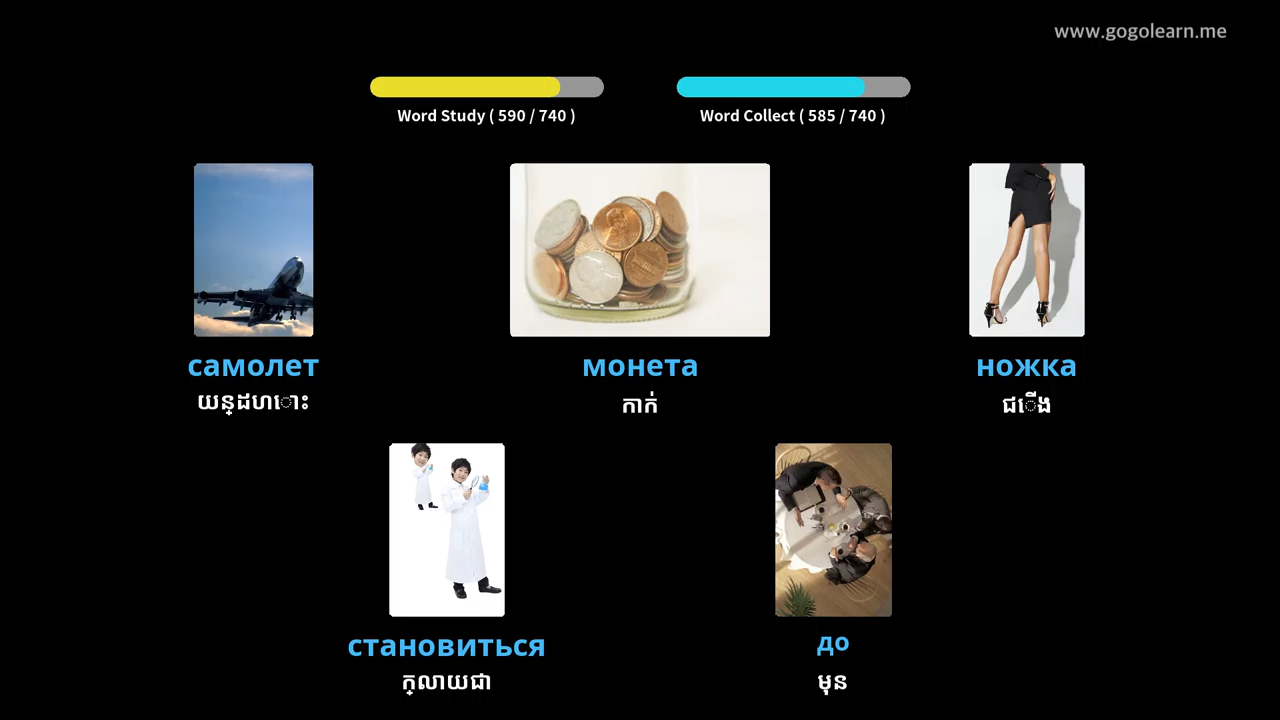 www.gogolearn.me
Word Study ( 590 / 740 )
Word Collect ( 585 / 740 )
самолет
монета
ножка
យន្ដហោះ
កាក់
ជើង
становиться
до
ក្លាយជា
មុន